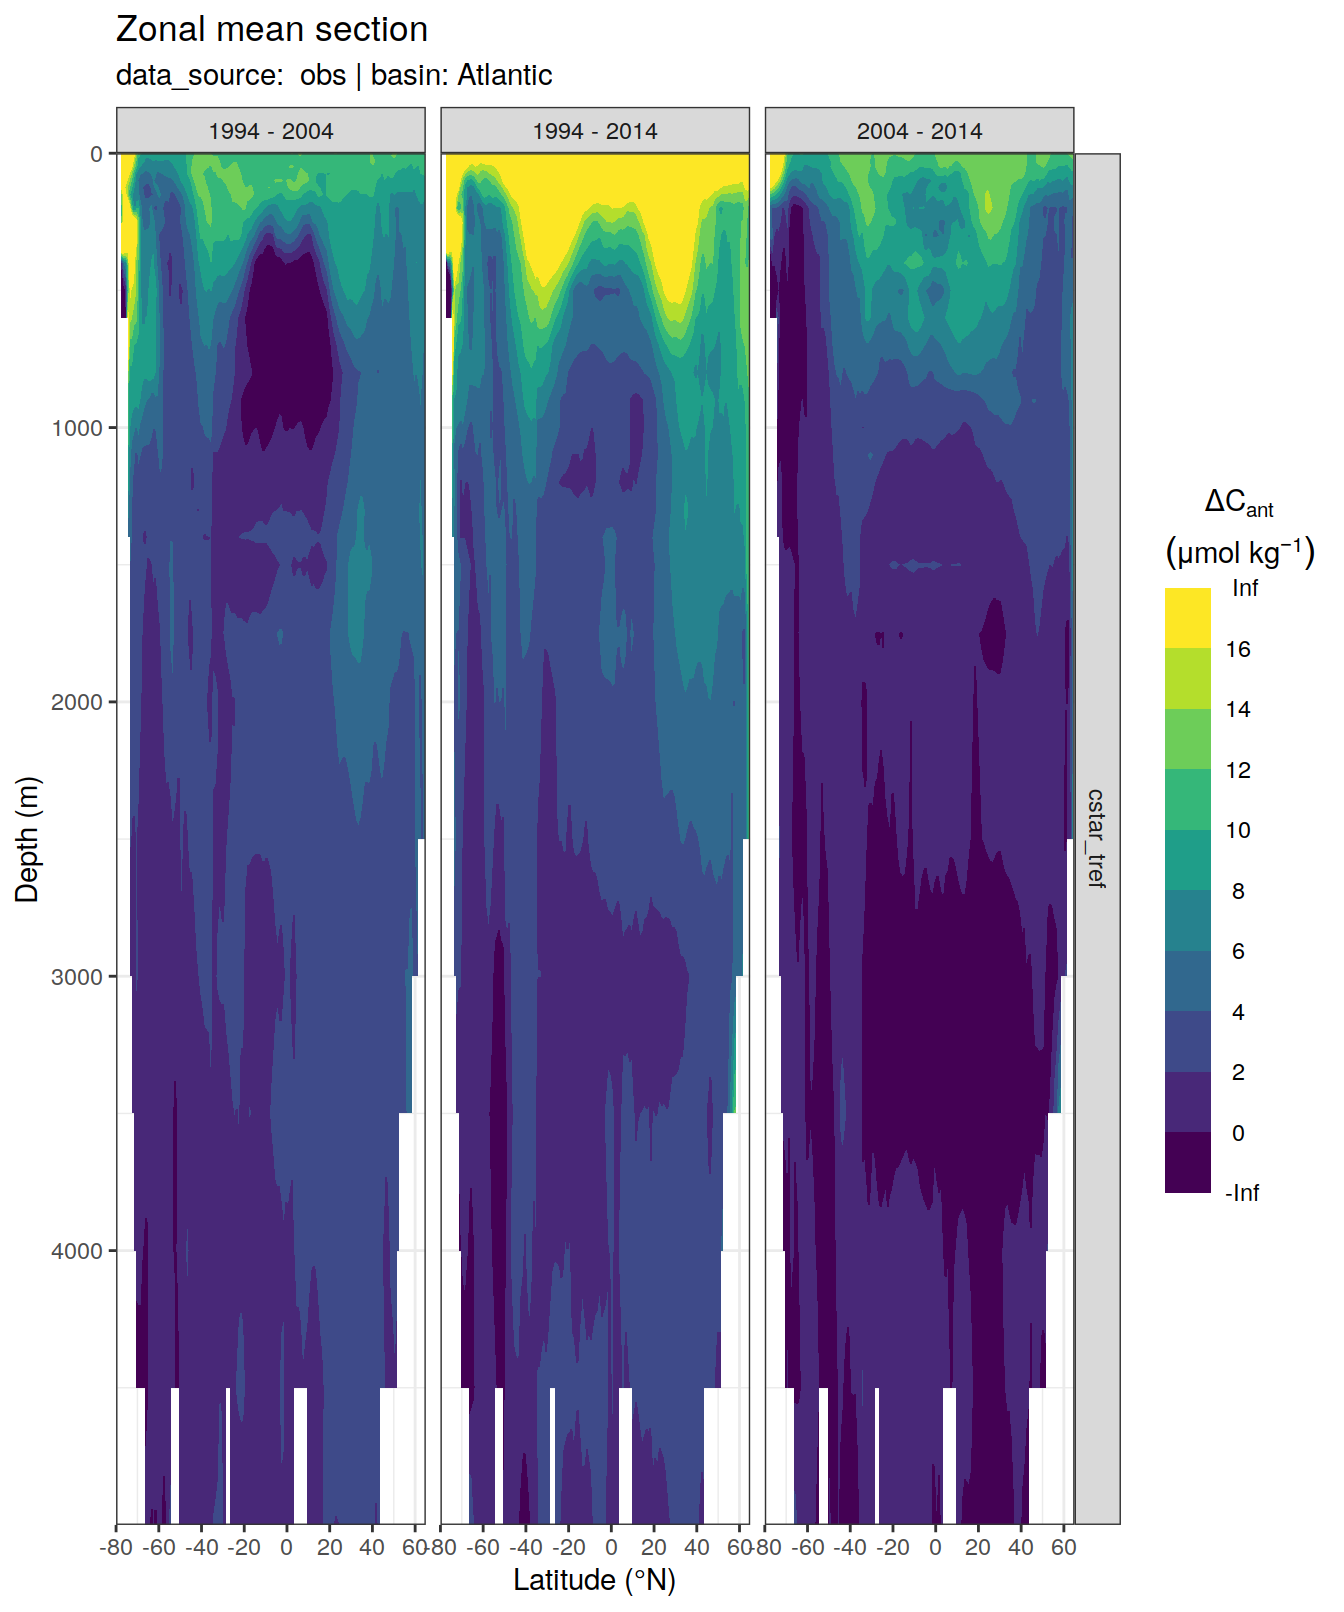 Zonal mean section
data_source:  obs | basin: Atlantic
1994 - 2004
1994 - 2014
2004 - 2014
0
1000
2000
3000
4000
Depth (m)
-80 -60 -40 -20 0 20 40 60
-80 -60 -40 -20 0 20 40 60
-80 -60 -40 -20 0 20 40 60
Latitude (°N)
cstar_tref
ΔCant
(μmol kg⁻¹)
Inf
16
14
12
10
8
6
4
2
0
-Inf